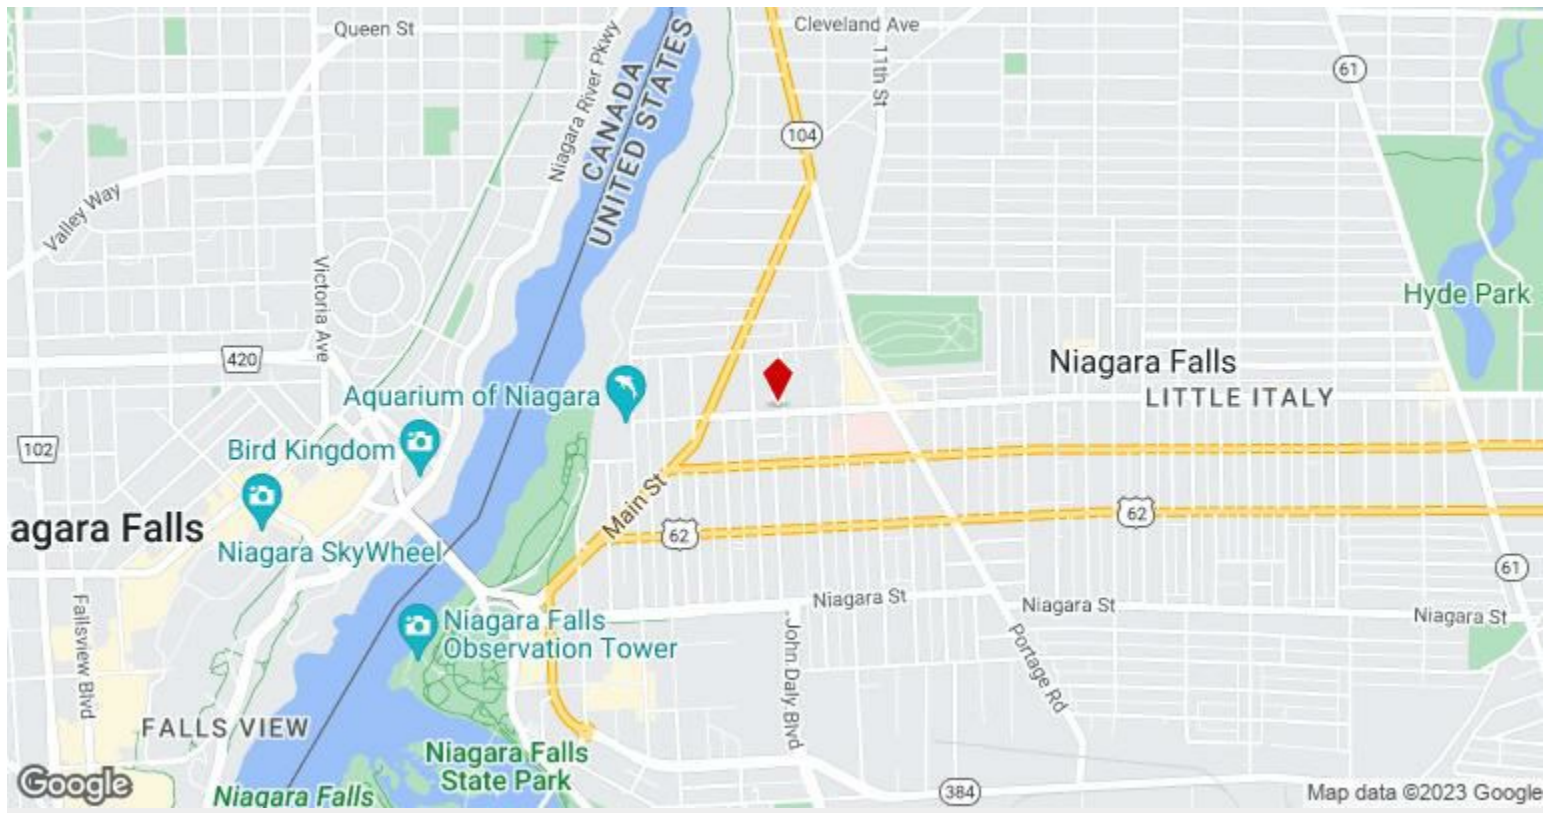 Queen St
Cleveland Ave
Niagara River Pkwy
CANADA
UNITED STATES
11th St
61
104
Valley Way
Victoria Ave
Hyde Park
420
Niagara Falls
LITTLE ITALY
Aquarium of Niagara
Bird Kingdom
102
Main St
agara Falls
Niagara SkyWheel
62
62
61
Fallsview Blvd
Niagara St
Niagara St
Niagara St
Niagara Falls
Observation Tower
John Daly Blvd
Portage Rd
FALLS VIEW
Niagara Falls
State Park
Google
Niagara Falls
384
Map data ©2023 Google